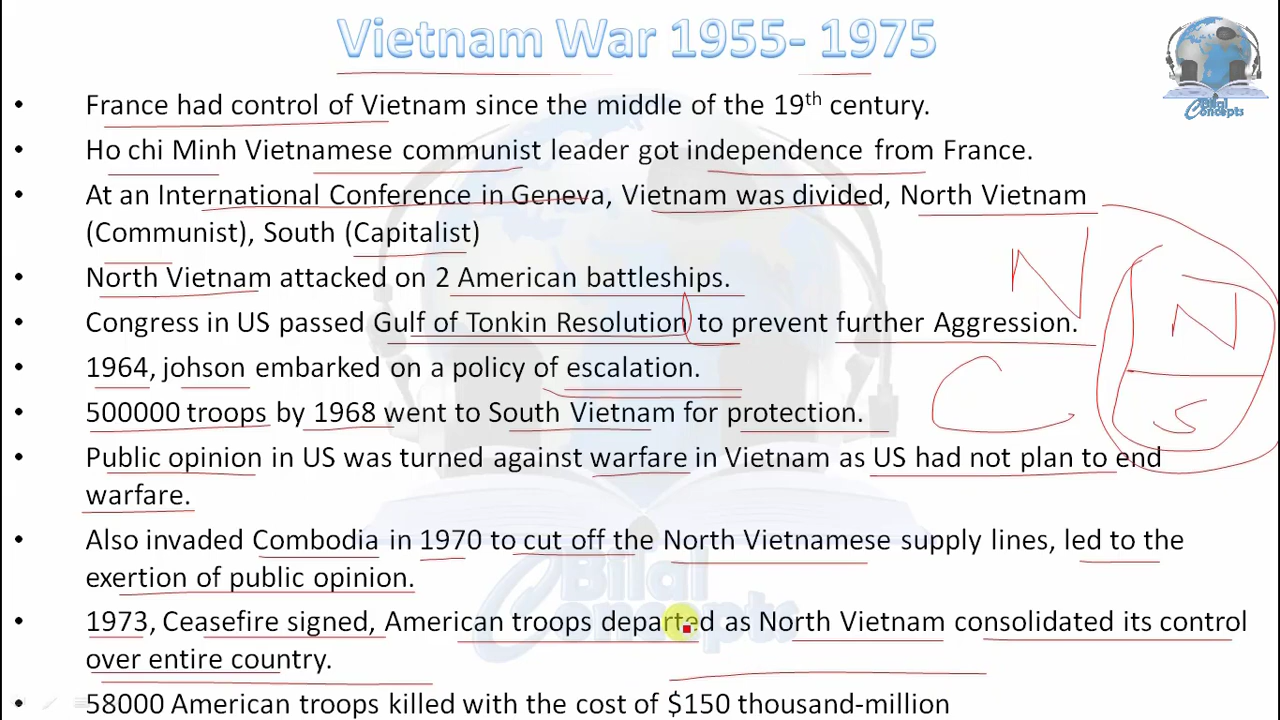 Vietnam War 1955- 1975
Bilal
Concepts
• France had control of Vietnam since the middle of the 19th century.
• Ho chi Minh Vietnamese communist leader got independence from France.
• At an International Conference in Geneva, Vietnam was divided, North Vietnam
(Communist), South (Capitalist)
• North Vietnam attacked on 2 American battleships.
• Congress in US passed Gulf of Tonkin Resolution to prevent further Aggression.
• 1964, johson embarked on a policy of escalation.
• 500000 troops by 1968 went to South Vietnam for protection.
• Public opinion in US was turned against warfare in Vietnam as US had not plan to end
warfare.
• Also invaded Combodia in 1970 to cut off the North Vietnamese supply lines, led to the
exertion of public opinion.
• 1973, Ceasefire signed, American troops departed as North Vietnam consolidated its control
over entire country.
• 58000 American troops killed with the cost of $150 thousand-million
N
C
N
S
Bilal
Concepts